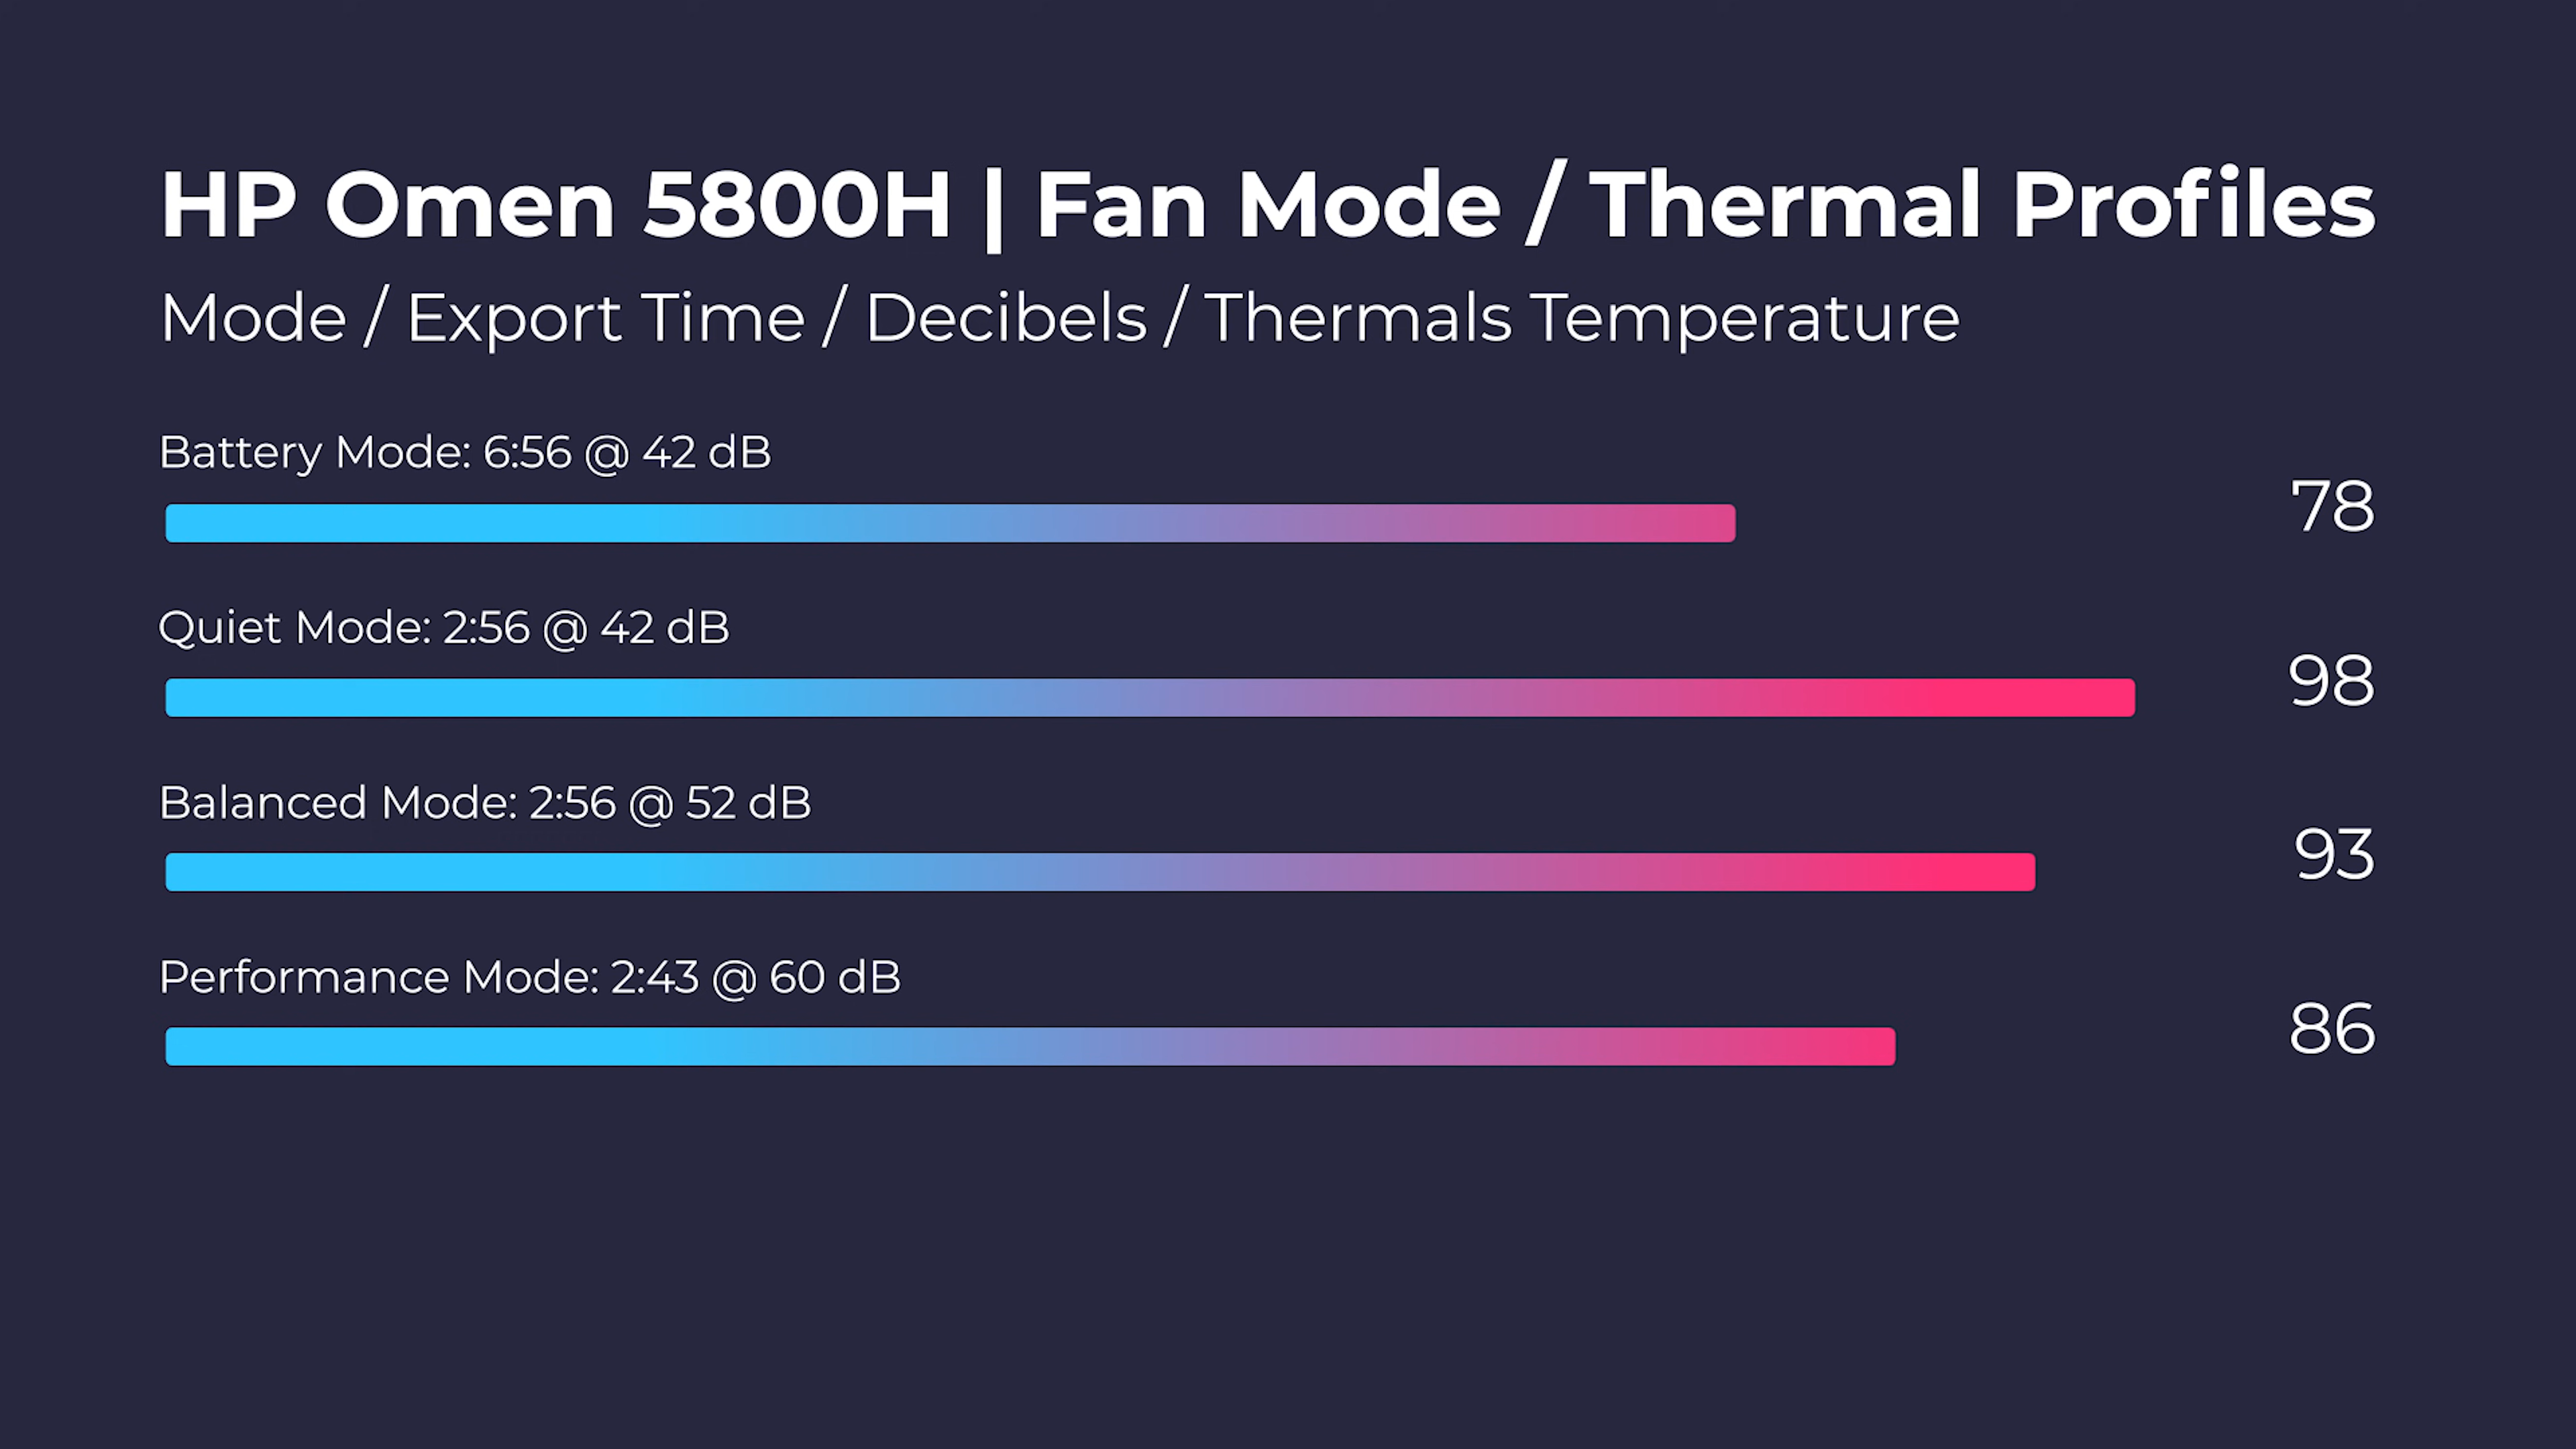 HP Omen 5800H | Fan Mode / Thermal Profiles
Mode / Export Time / Decibels / Thermals Temperature
Battery Mode: 6:56 @ 42 dB
78
Quiet Mode: 2:56 @ 42 dB
98
Balanced Mode: 2:56 @ 52 dB
93
Performance Mode: 2:43 @ 60 dB
86